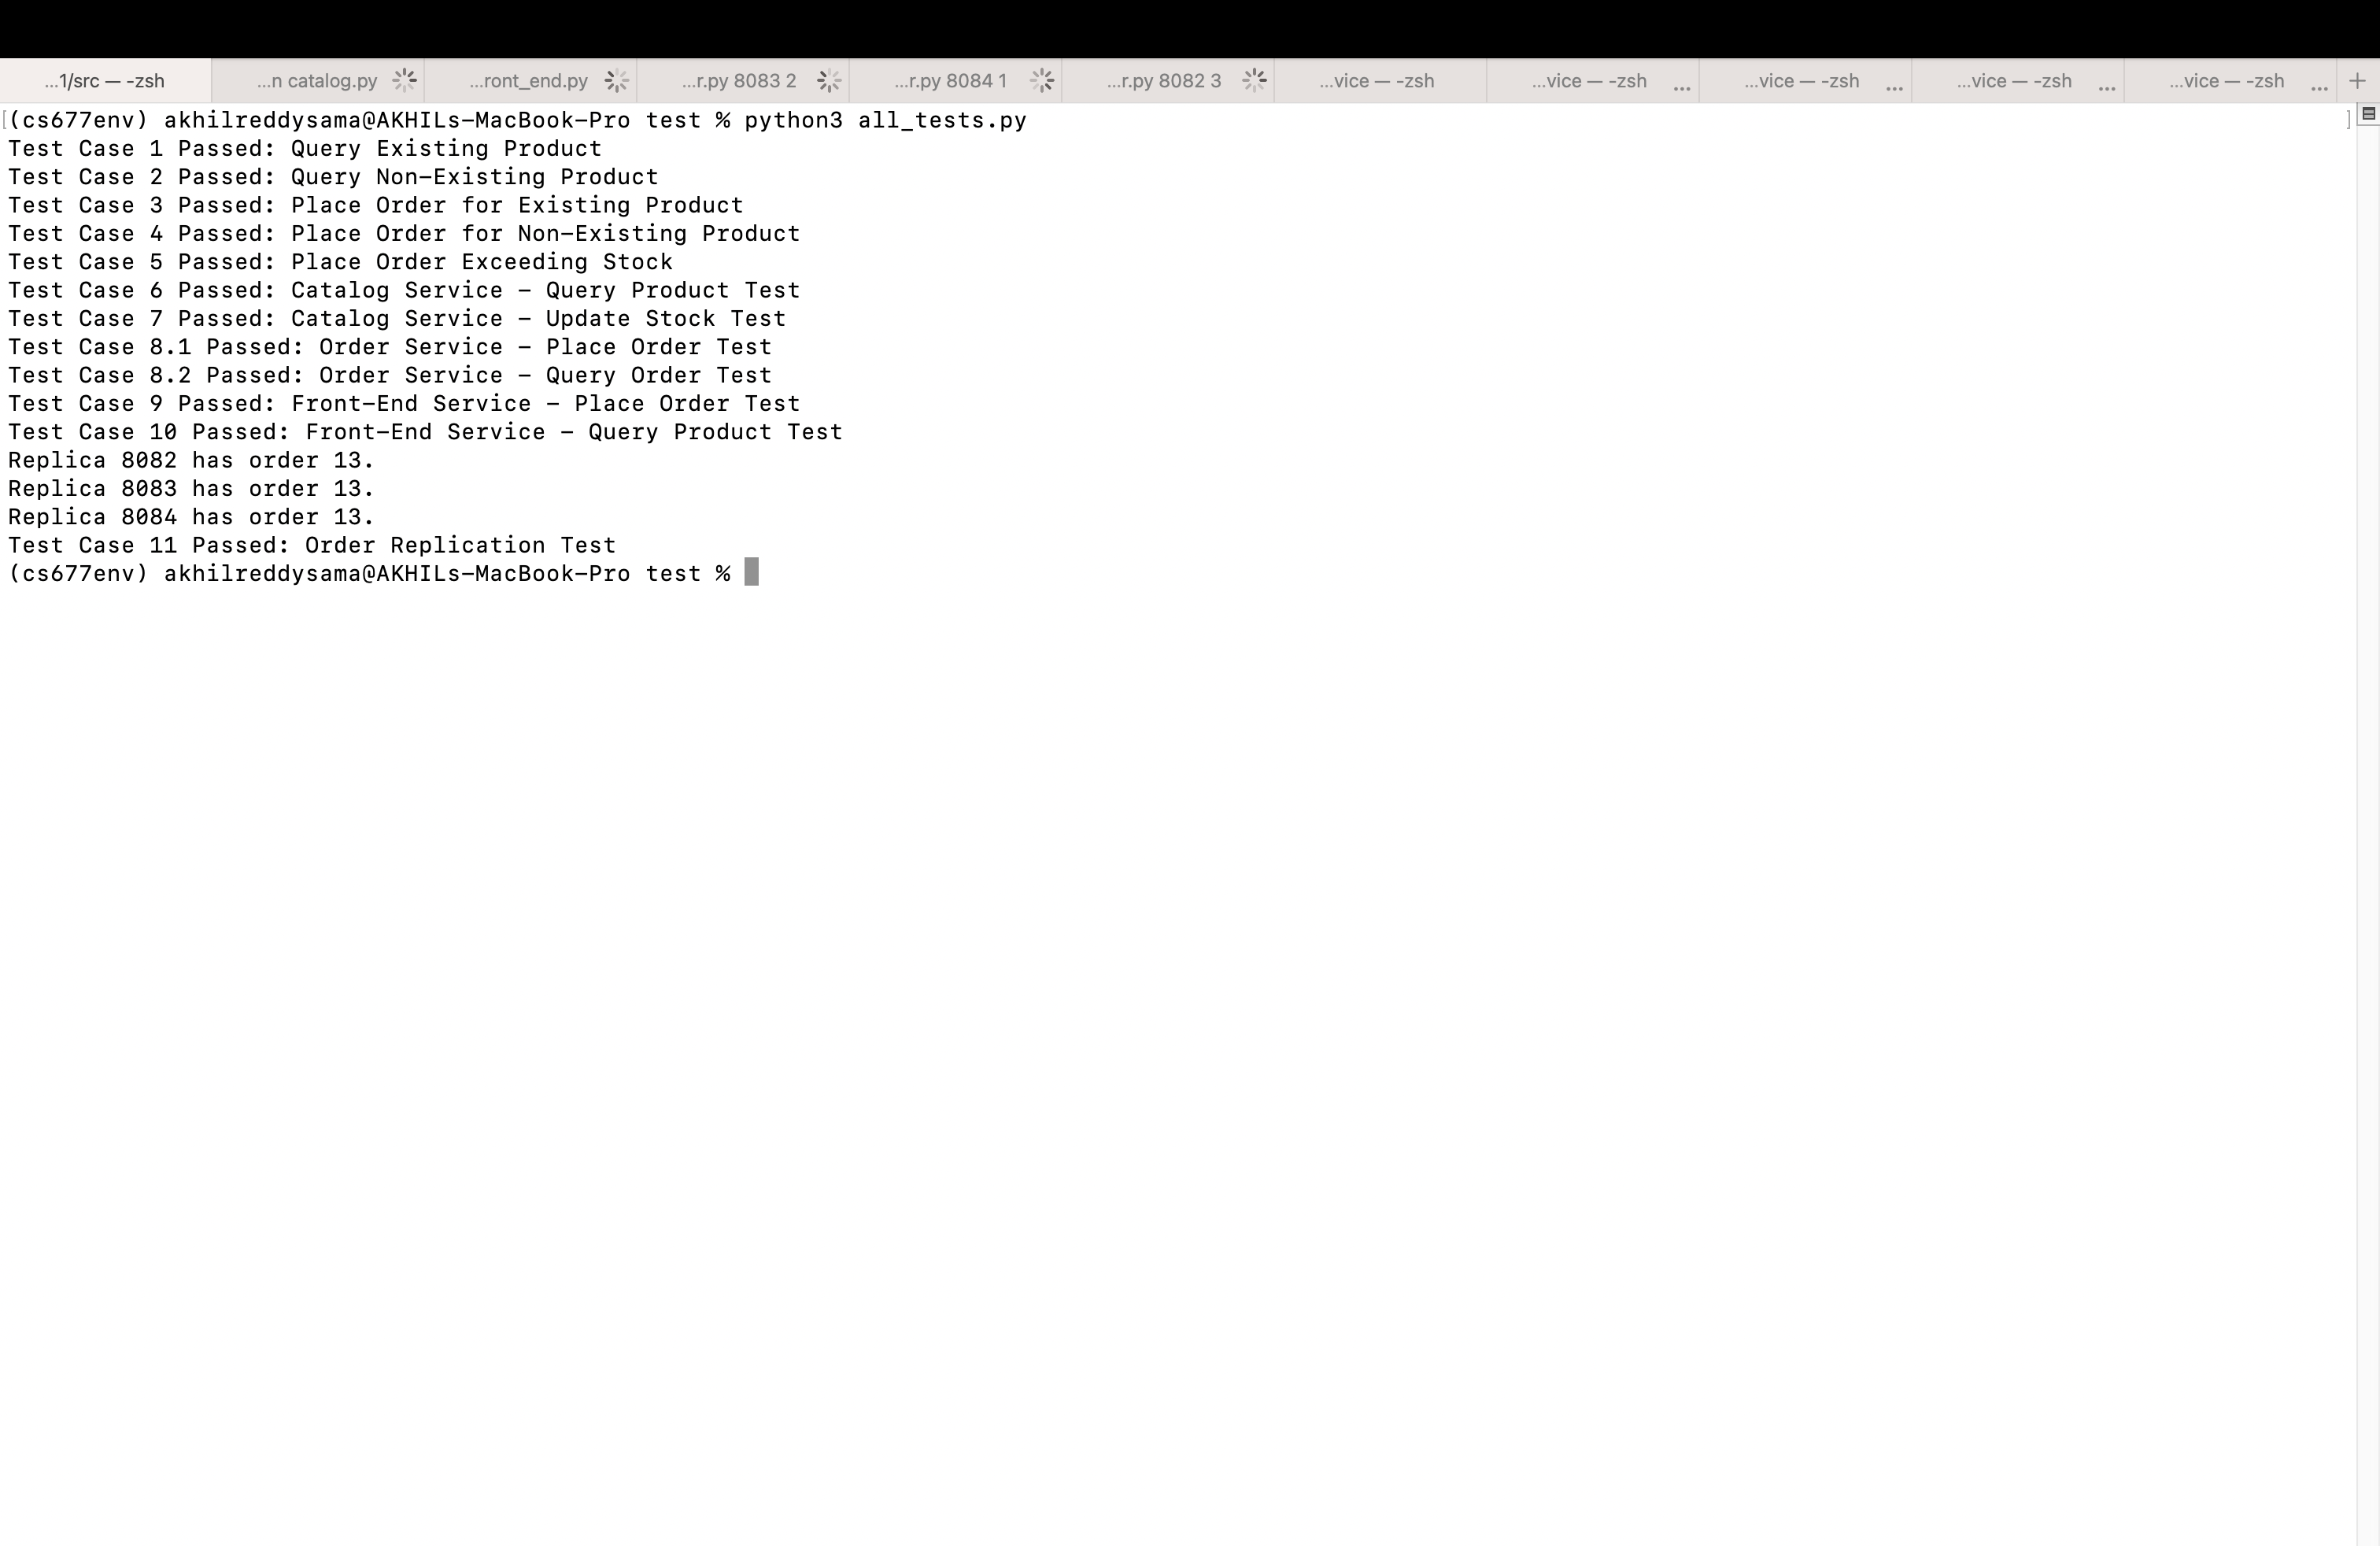 ...1/src — -zsh ...n catalog.py ...ront_end.py ...r.py 8083 2 ...r.py 8084 1 ...r.py 8082 3 ...vice — -zsh ...vice — -zsh ... ...vice — -zsh ... ...vice — -zsh ... ...vice — -zsh ... +
[(cs677env) akhilreddysama@AKHILs-MacBook-Pro test % python3 all_tests.py ]
Test Case 1 Passed: Query Existing Product
Test Case 2 Passed: Query Non-Existing Product
Test Case 3 Passed: Place Order for Existing Product
Test Case 4 Passed: Place Order for Non-Existing Product
Test Case 5 Passed: Place Order Exceeding Stock
Test Case 6 Passed: Catalog Service - Query Product Test
Test Case 7 Passed: Catalog Service - Update Stock Test
Test Case 8.1 Passed: Order Service - Place Order Test
Test Case 8.2 Passed: Order Service - Query Order Test
Test Case 9 Passed: Front-End Service - Place Order Test
Test Case 10 Passed: Front-End Service - Query Product Test
Replica 8082 has order 13.
Replica 8083 has order 13.
Replica 8084 has order 13.
Test Case 11 Passed: Order Replication Test
(cs677env) akhilreddysama@AKHILs-MacBook-Pro test %